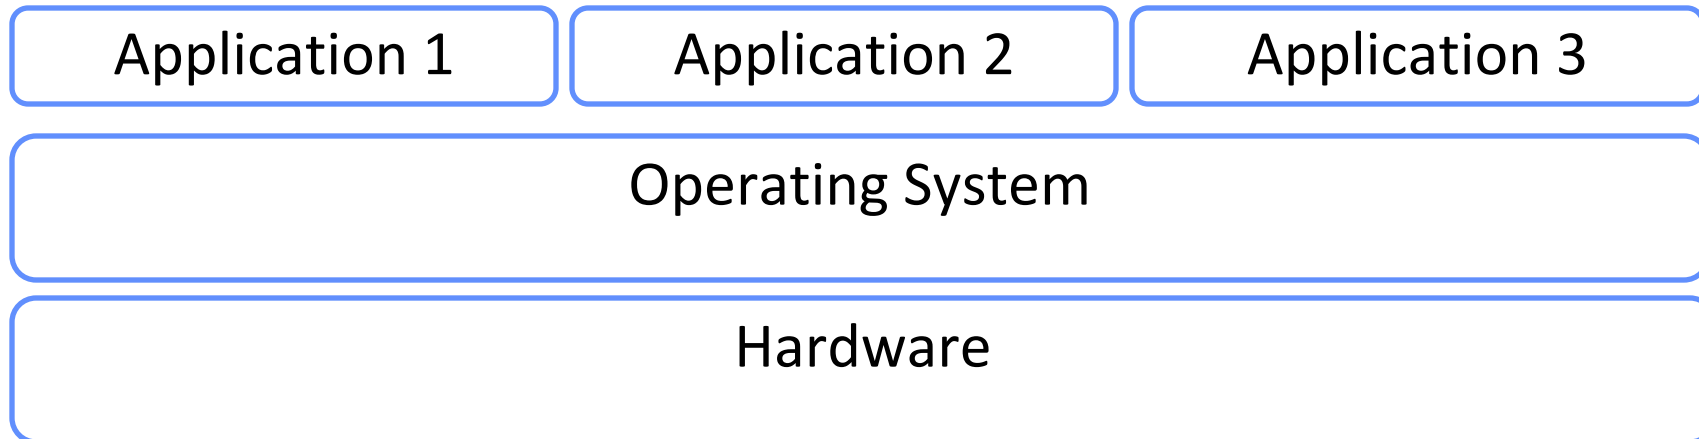 Application 1
Application 2
Application 3
Operating System
Hardware